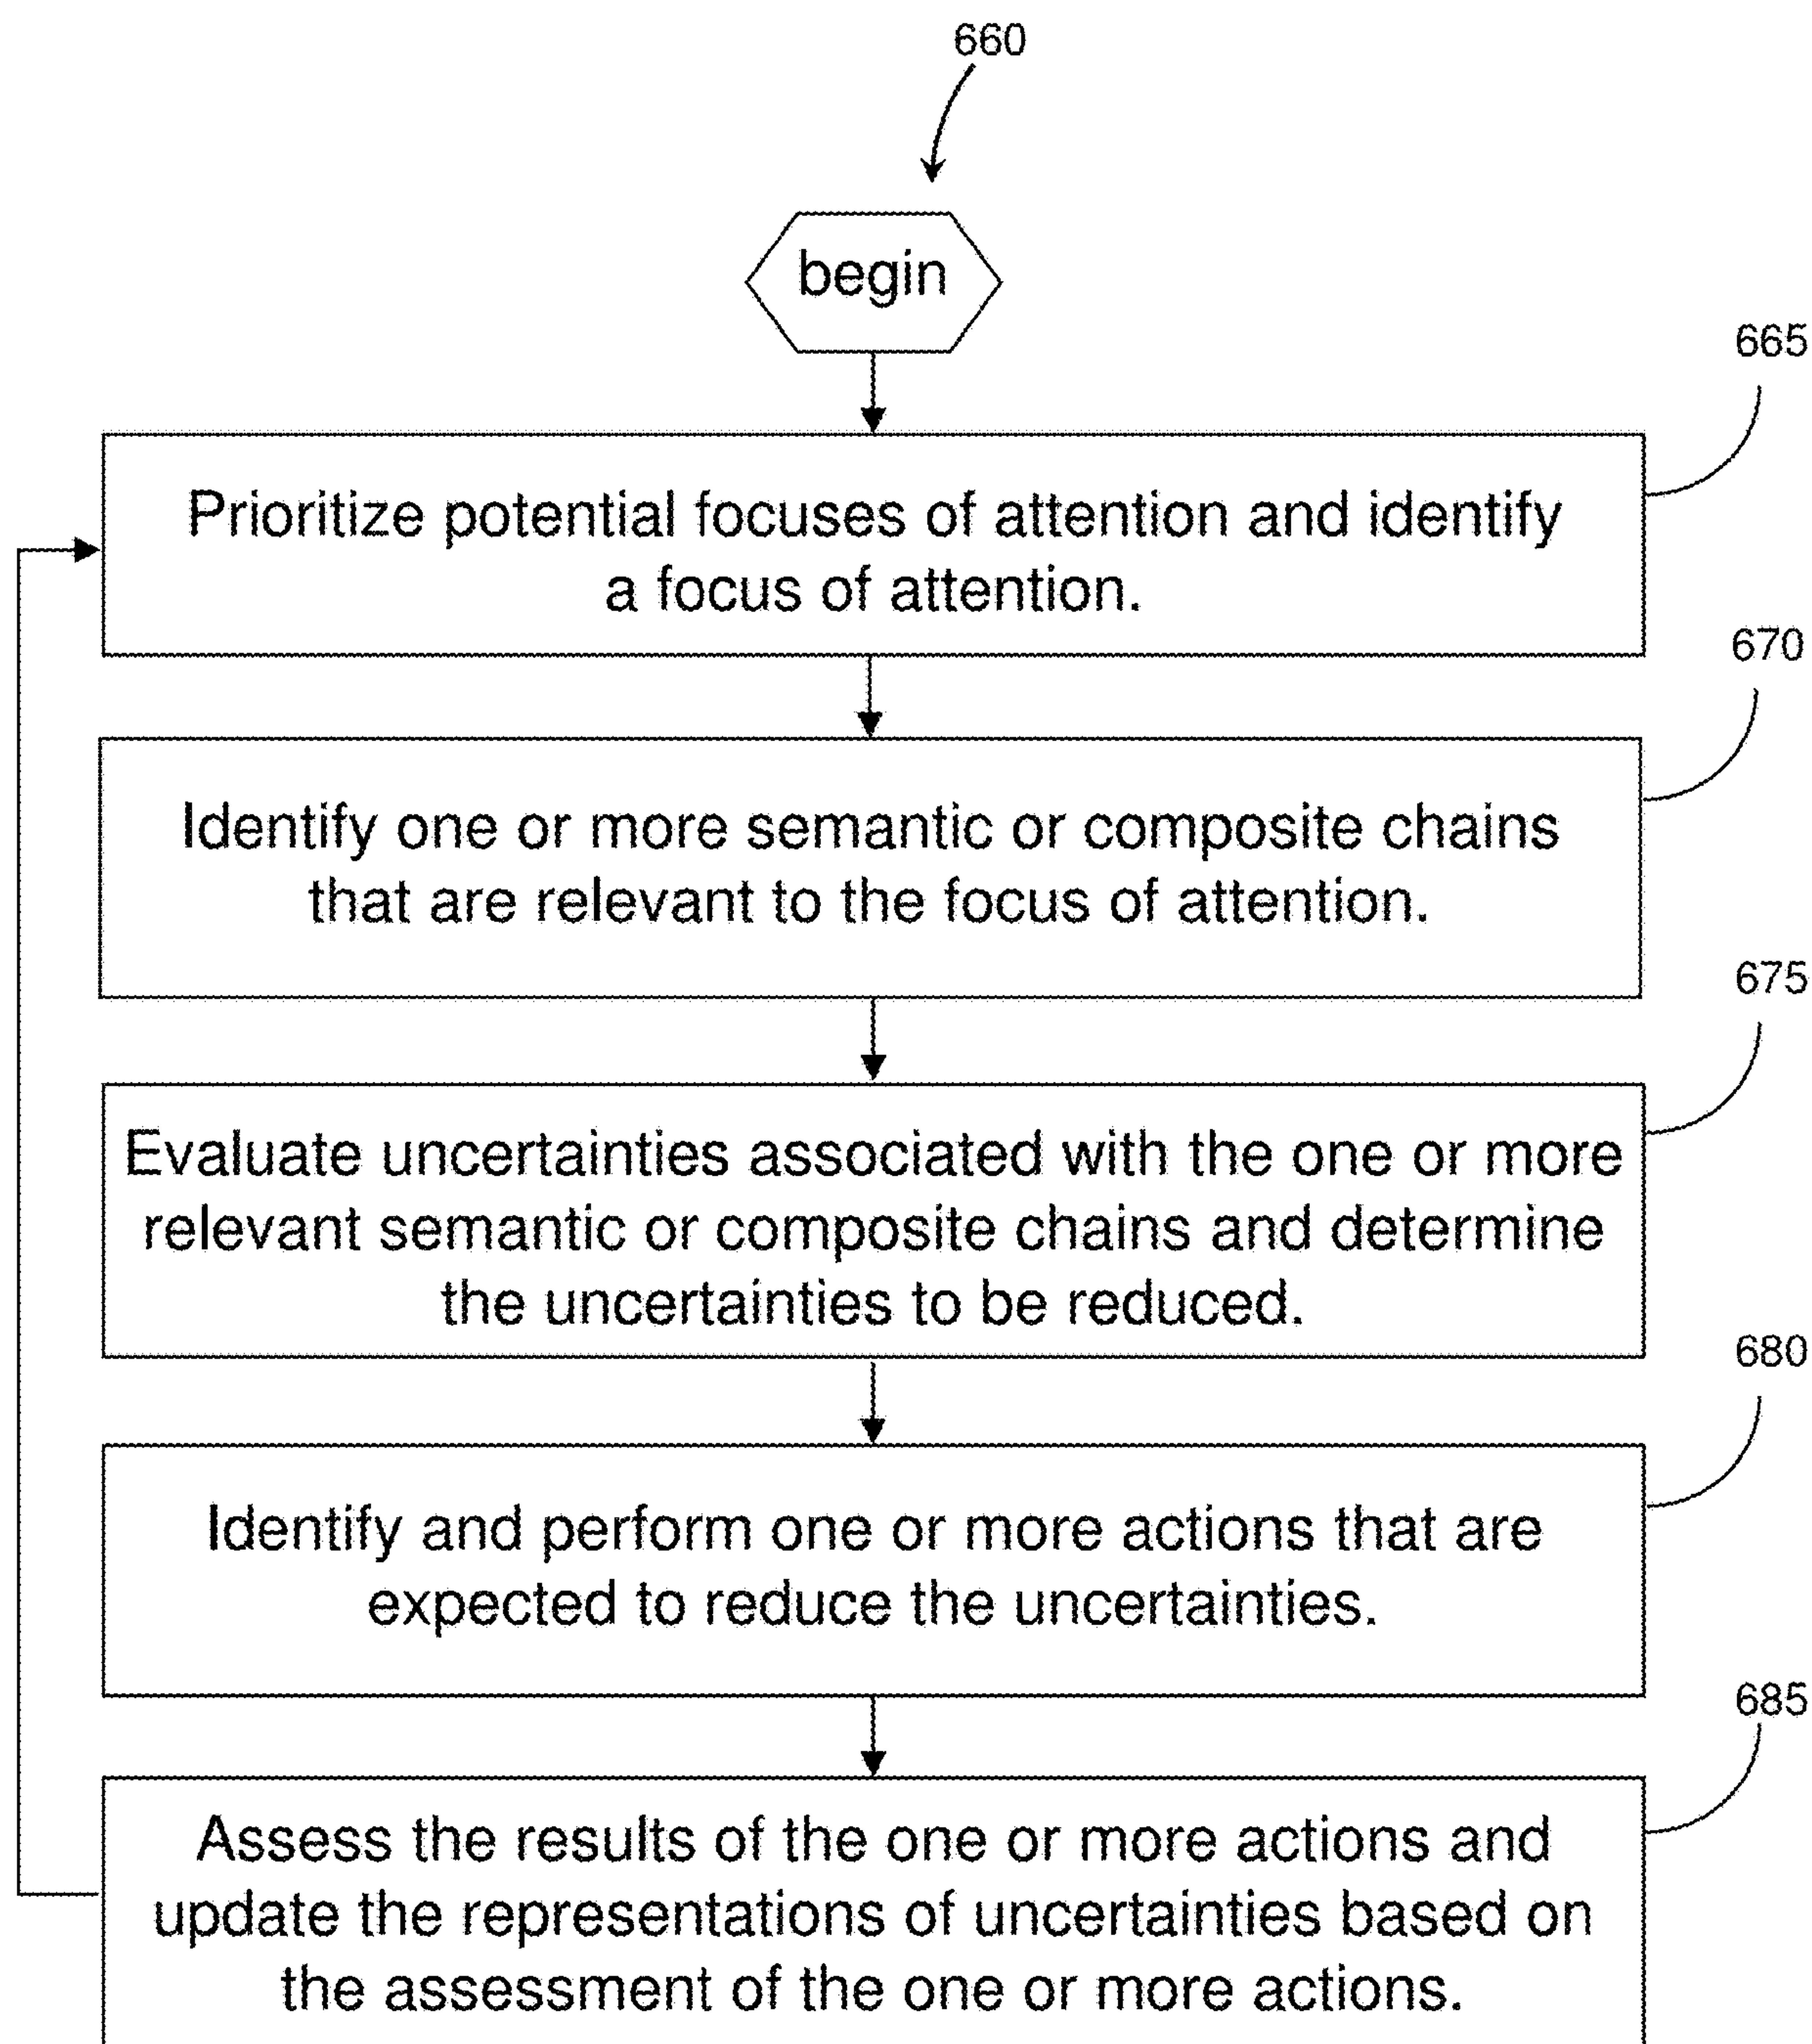 660
begin
665
Prioritize potential focuses of attention and identify
a focus of attention.
670
Identify one or more semantic or composite chains
that are relevant to the focus of attention.
675
Evaluate uncertainties associated with the one or more
relevant semantic or composite chains and determine
the uncertainties to be reduced.
680
Identify and perform one or more actions that are
expected to reduce the uncertainties.
685
Assess the results of the one or more actions and
update the representations of uncertainties based on
the assessment of the one or more actions.